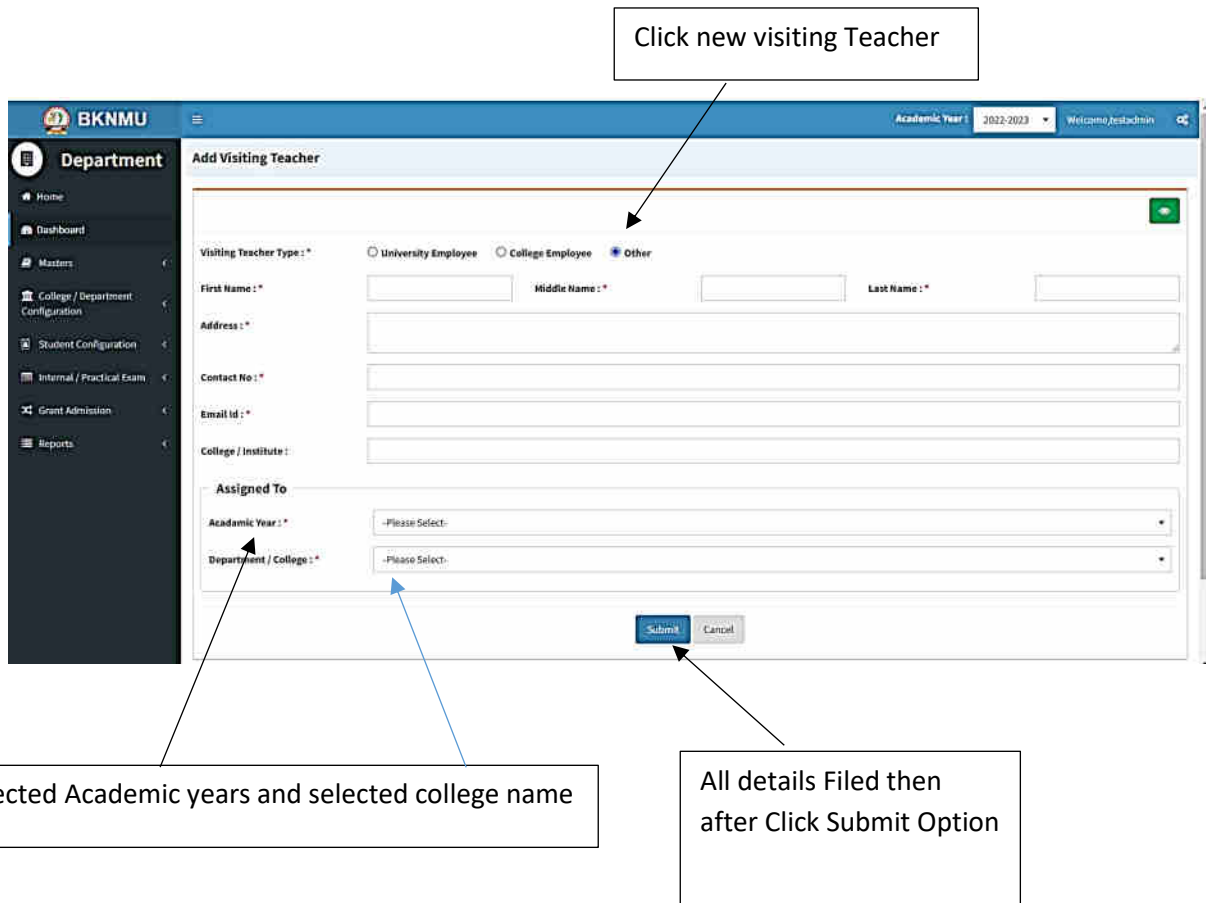 Click new visiting Teacher
BKNMU
Academic Year : 2022-2023 Welcome,testadmin
Department
Add Visiting Teacher
Home
Dashboard
Masters
College / Department
Configuration
Student Configuration
Internal / Practical Exam
Grant Admission
Reports
Visiting Teacher Type : * University Employee College Employee Other
First Name : * Middle Name : * Last Name : *
Address : *
Contact No : *
Email Id : *
College / Institute :
Assigned To
Acadamic Year : * -Please Select-
Department / College : * -Please Select-
Submit Cancel
ected Academic years and selected college name
All details Filed then
after Click Submit Option